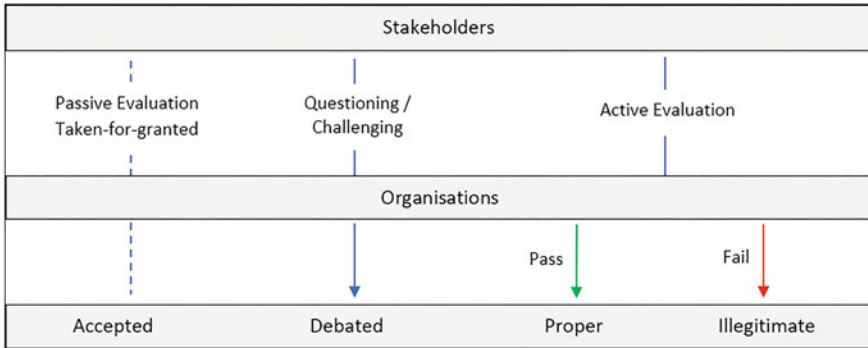 Stakeholders
Passive Evaluation
Taken-for-granted
Questioning /
Challenging
Active Evaluation
Organisations
Pass
Fail
Accepted
Debated
Proper
Illegitimate